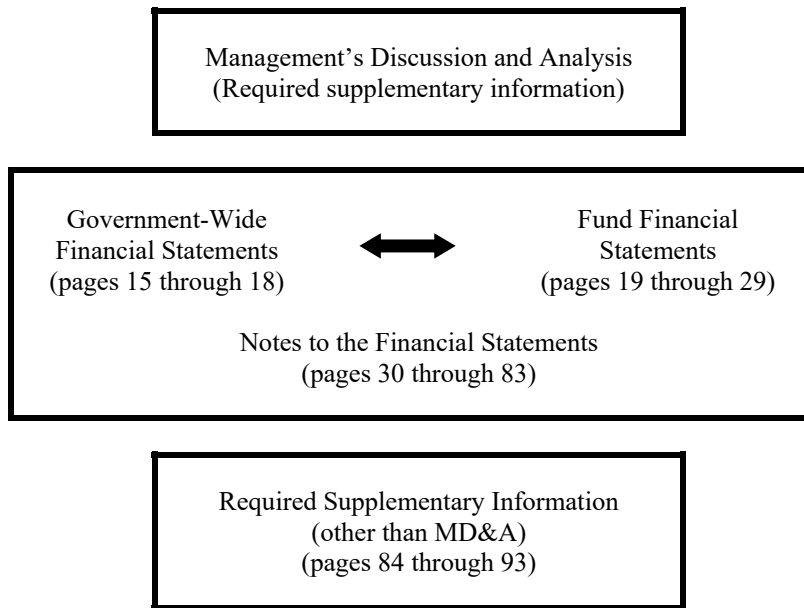 Management’s Discussion and Analysis
(Required supplementary information)
Government-Wide
Financial Statements
(pages 15 through 18)
Fund Financial
Statements
(pages 19 through 29)
Notes to the Financial Statements
(pages 30 through 83)
Required Supplementary Information
(other than MD&A)
(pages 84 through 93)